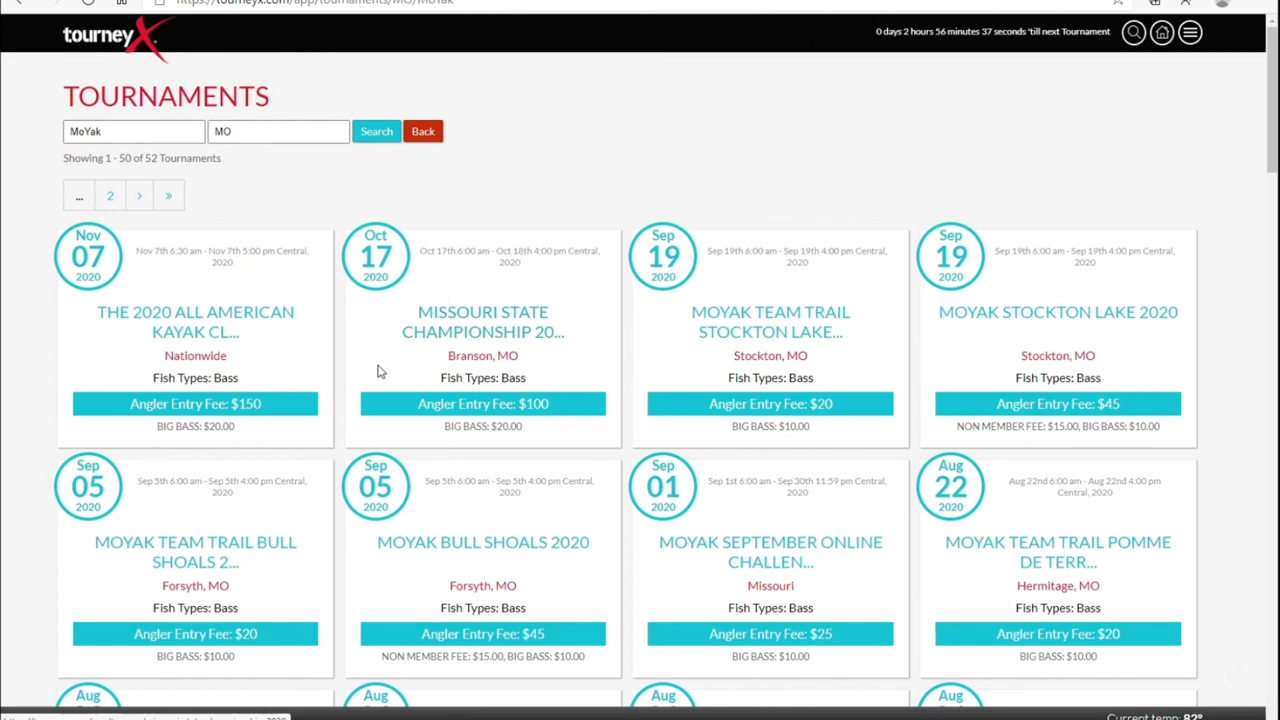 https://tourneyx.com/app/tournaments/MO/MoYak
tourneyX
0 days 2 hours 56 minutes 37 seconds 'till next Tournament
TOURNAMENTS
MoYak MO Search Back
Showing 1 - 50 of 52 Tournaments
... 2 › »
Nov
07
2020
Nov 7th 6:30 am - Nov 7th 5:00 pm Central,
2020
THE 2020 ALL AMERICAN
KAYAK CL...
Nationwide
Fish Types: Bass
Angler Entry Fee: $150
BIG BASS: $20.00
Oct
17
2020
Oct 17th 6:00 am - Oct 18th 4:00 pm Central,
2020
MISSOURI STATE
CHAMPIONSHIP 20...
Branson, MO
Fish Types: Bass
Angler Entry Fee: $100
BIG BASS: $20.00
Sep
19
2020
Sep 19th 6:00 am - Sep 19th 4:00 pm Central,
2020
MOYAK TEAM TRAIL
STOCKTON LAKE...
Stockton, MO
Fish Types: Bass
Angler Entry Fee: $20
BIG BASS: $10.00
Sep
19
2020
Sep 19th 6:00 am - Sep 19th 4:00 pm Central,
2020
MOYAK STOCKTON LAKE 2020
Stockton, MO
Fish Types: Bass
Angler Entry Fee: $45
NON MEMBER FEE: $15.00, BIG BASS: $10.00
Sep
05
2020
Sep 5th 6:00 am - Sep 5th 4:00 pm Central,
2020
MOYAK TEAM TRAIL BULL
SHOALS 2...
Forsyth, MO
Fish Types: Bass
Angler Entry Fee: $20
BIG BASS: $10.00
Sep
05
2020
Sep 5th 6:00 am - Sep 5th 4:00 pm Central,
2020
MOYAK BULL SHOALS 2020
Forsyth, MO
Fish Types: Bass
Angler Entry Fee: $45
NON MEMBER FEE: $15.00, BIG BASS: $10.00
Sep
01
2020
Sep 1st 6:00 am - Sep 30th 11:59 pm Central,
2020
MOYAK SEPTEMBER ONLINE
CHALLEN...
Missouri
Fish Types: Bass
Angler Entry Fee: $25
BIG BASS: $10.00
Aug
22
2020
Aug 22nd 6:00 am - Aug 22nd 4:00 pm
Central, 2020
MOYAK TEAM TRAIL POMME
DE TERR...
Hermitage, MO
Fish Types: Bass
Angler Entry Fee: $20
BIG BASS: $10.00
Aug
Aug
Aug
Aug
Current temp: 82°